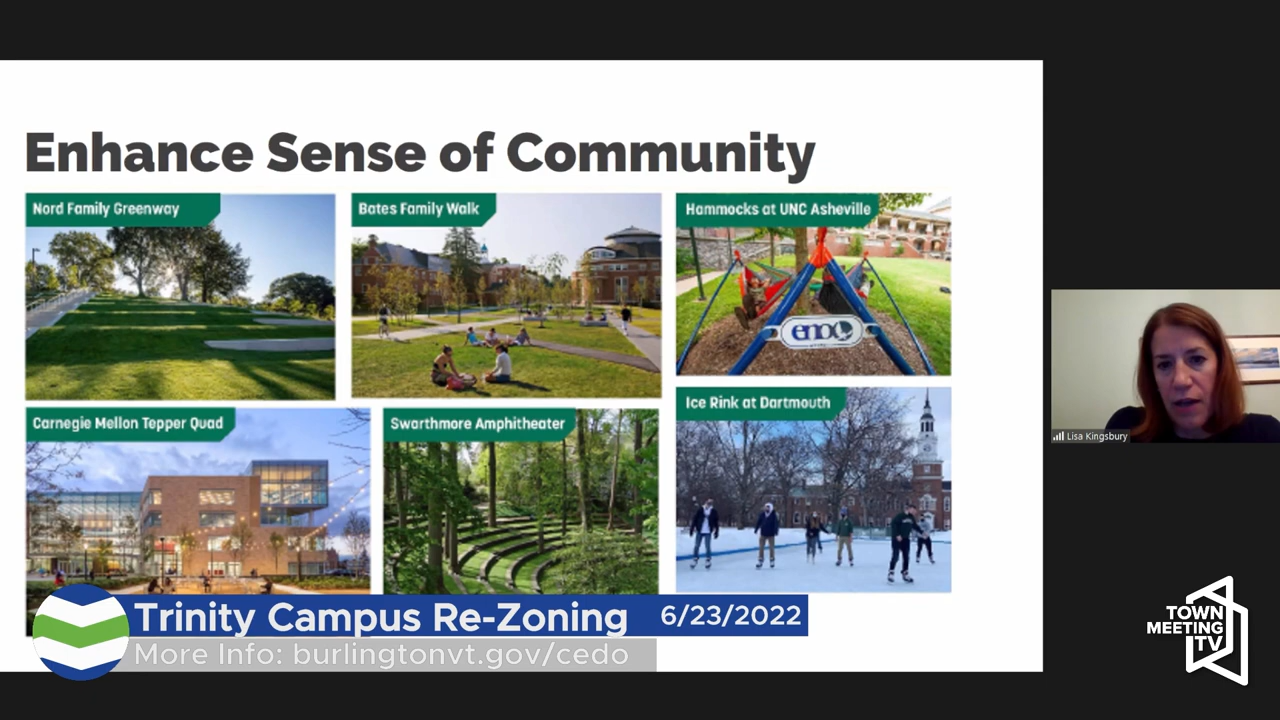 Enhance Sense of Community
Nord Family Greenway
Bates Family Walk
Hammocks at UNC Asheville
eno
Carnegie Mellon Tepper Quad
Swarthmore Amphitheater
Ice Rink at Dartmouth
Lisa Kingsbury
Trinity Campus Re-Zoning 6/23/2022
More Info: burlingtonvt.gov/cedo
TOWN
MEETING
TV